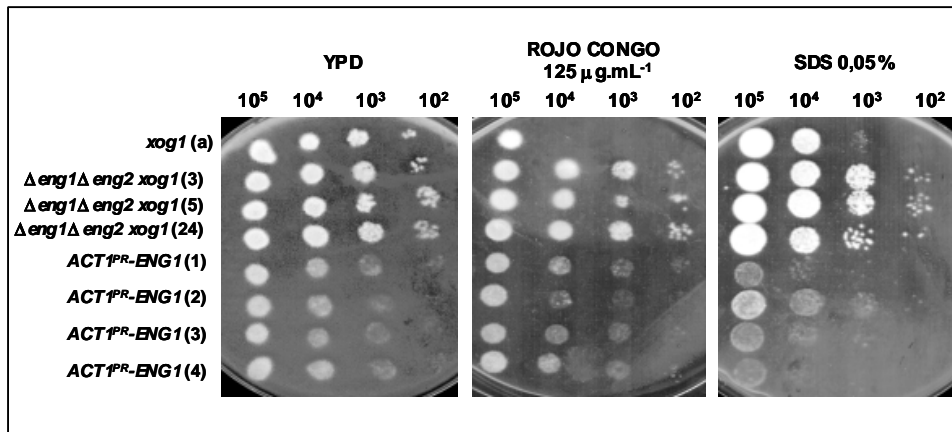 YPD
ROJO CONGO
125 μg.mL⁻¹
SDS 0,05%
10⁵ 10⁴ 10³ 10² 10⁵ 10⁴ 10³ 10² 10⁵ 10⁴ 10³ 10²
xog1 (a)
Δeng1Δeng2 xog1 (3)
Δeng1Δeng2 xog1 (5)
Δeng1Δeng2 xog1 (24)
ACT1ᴾᴿ-ENG1 (1)
ACT1ᴾᴿ-ENG1 (2)
ACT1ᴾᴿ-ENG1 (3)
ACT1ᴾᴿ-ENG1 (4)